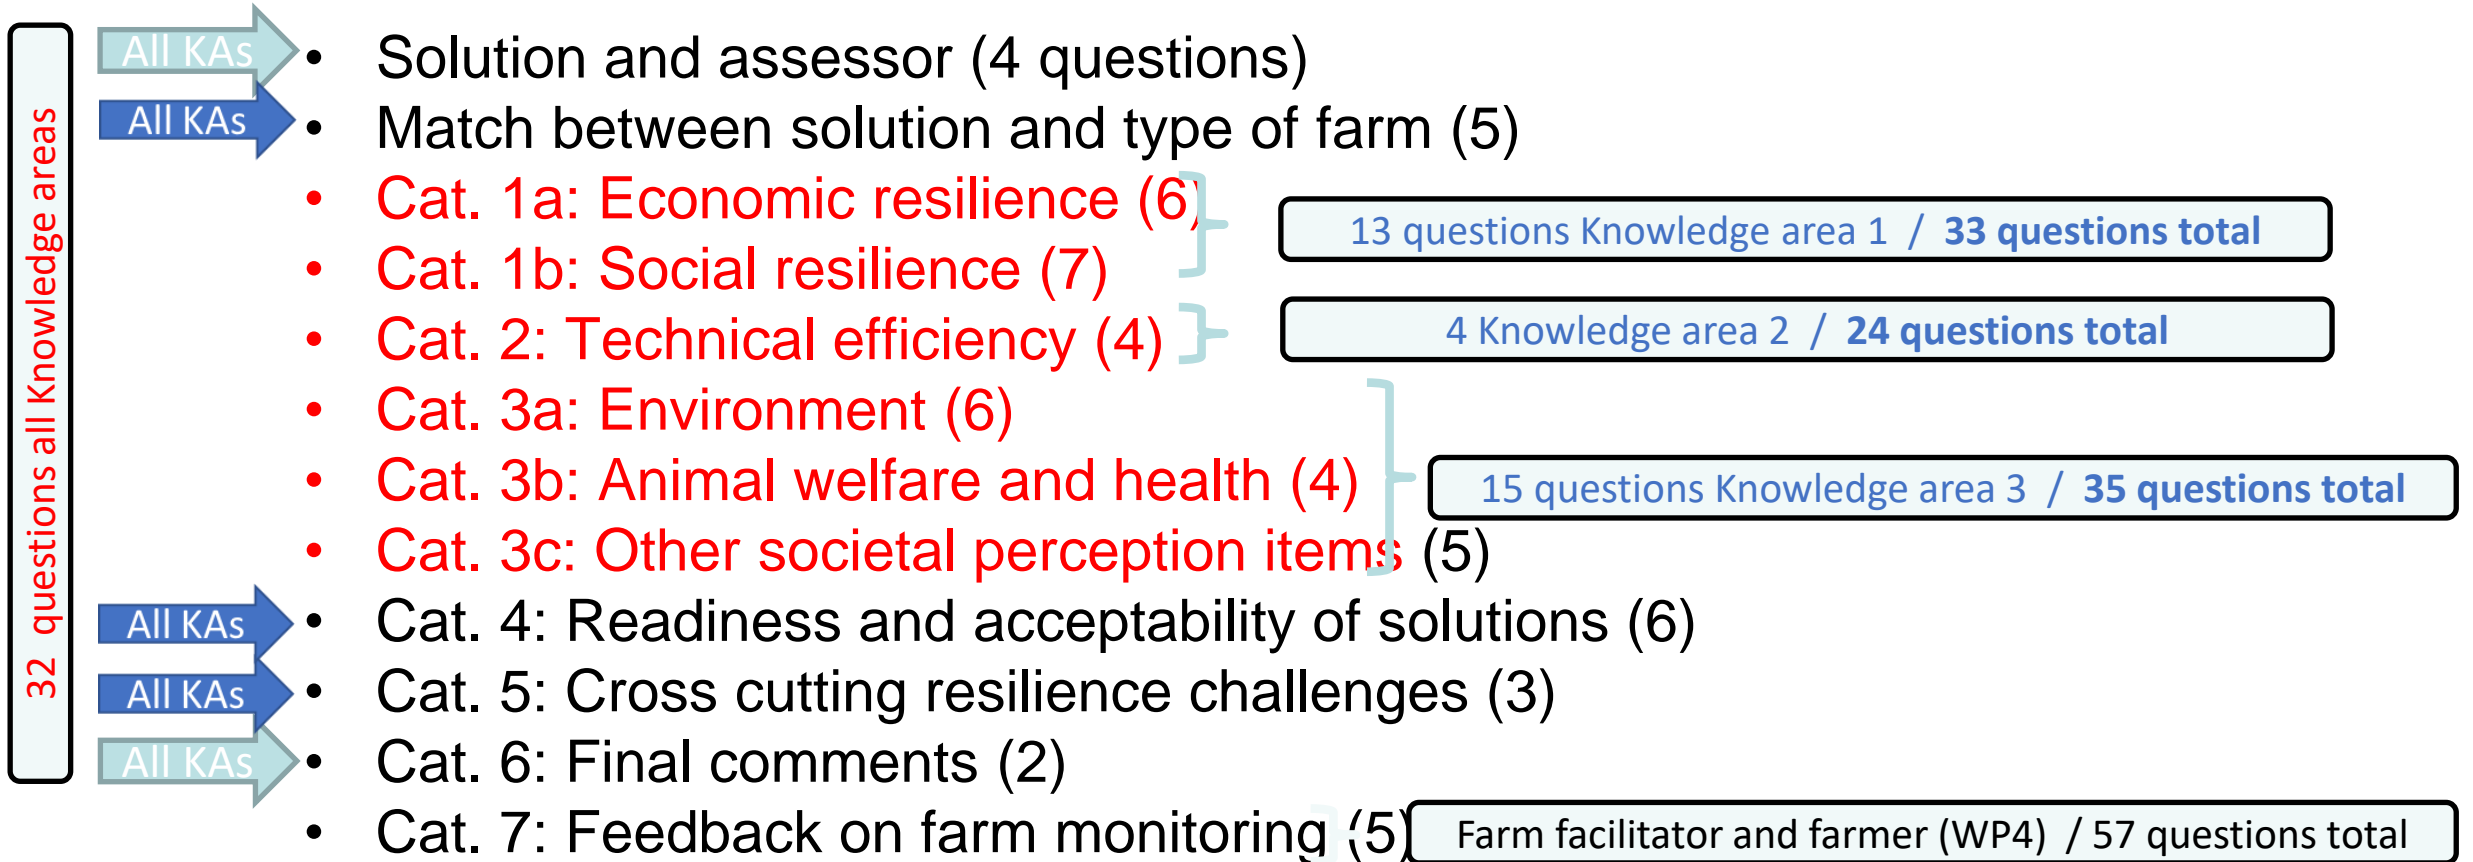 32 questions all Knowledge areas
All KAs • Solution and assessor (4 questions)
All KAs • Match between solution and type of farm (5)
• Cat. 1a: Economic resilience (6)
13 questions Knowledge area 1 / 33 questions total
• Cat. 1b: Social resilience (7)
• Cat. 2: Technical efficiency (4)
4 Knowledge area 2 / 24 questions total
• Cat. 3a: Environment (6)
• Cat. 3b: Animal welfare and health (4)
15 questions Knowledge area 3 / 35 questions total
• Cat. 3c: Other societal perception items (5)
All KAs • Cat. 4: Readiness and acceptability of solutions (6)
All KAs • Cat. 5: Cross cutting resilience challenges (3)
All KAs • Cat. 6: Final comments (2)
• Cat. 7: Feedback on farm monitoring (5)
Farm facilitator and farmer (WP4) / 57 questions total